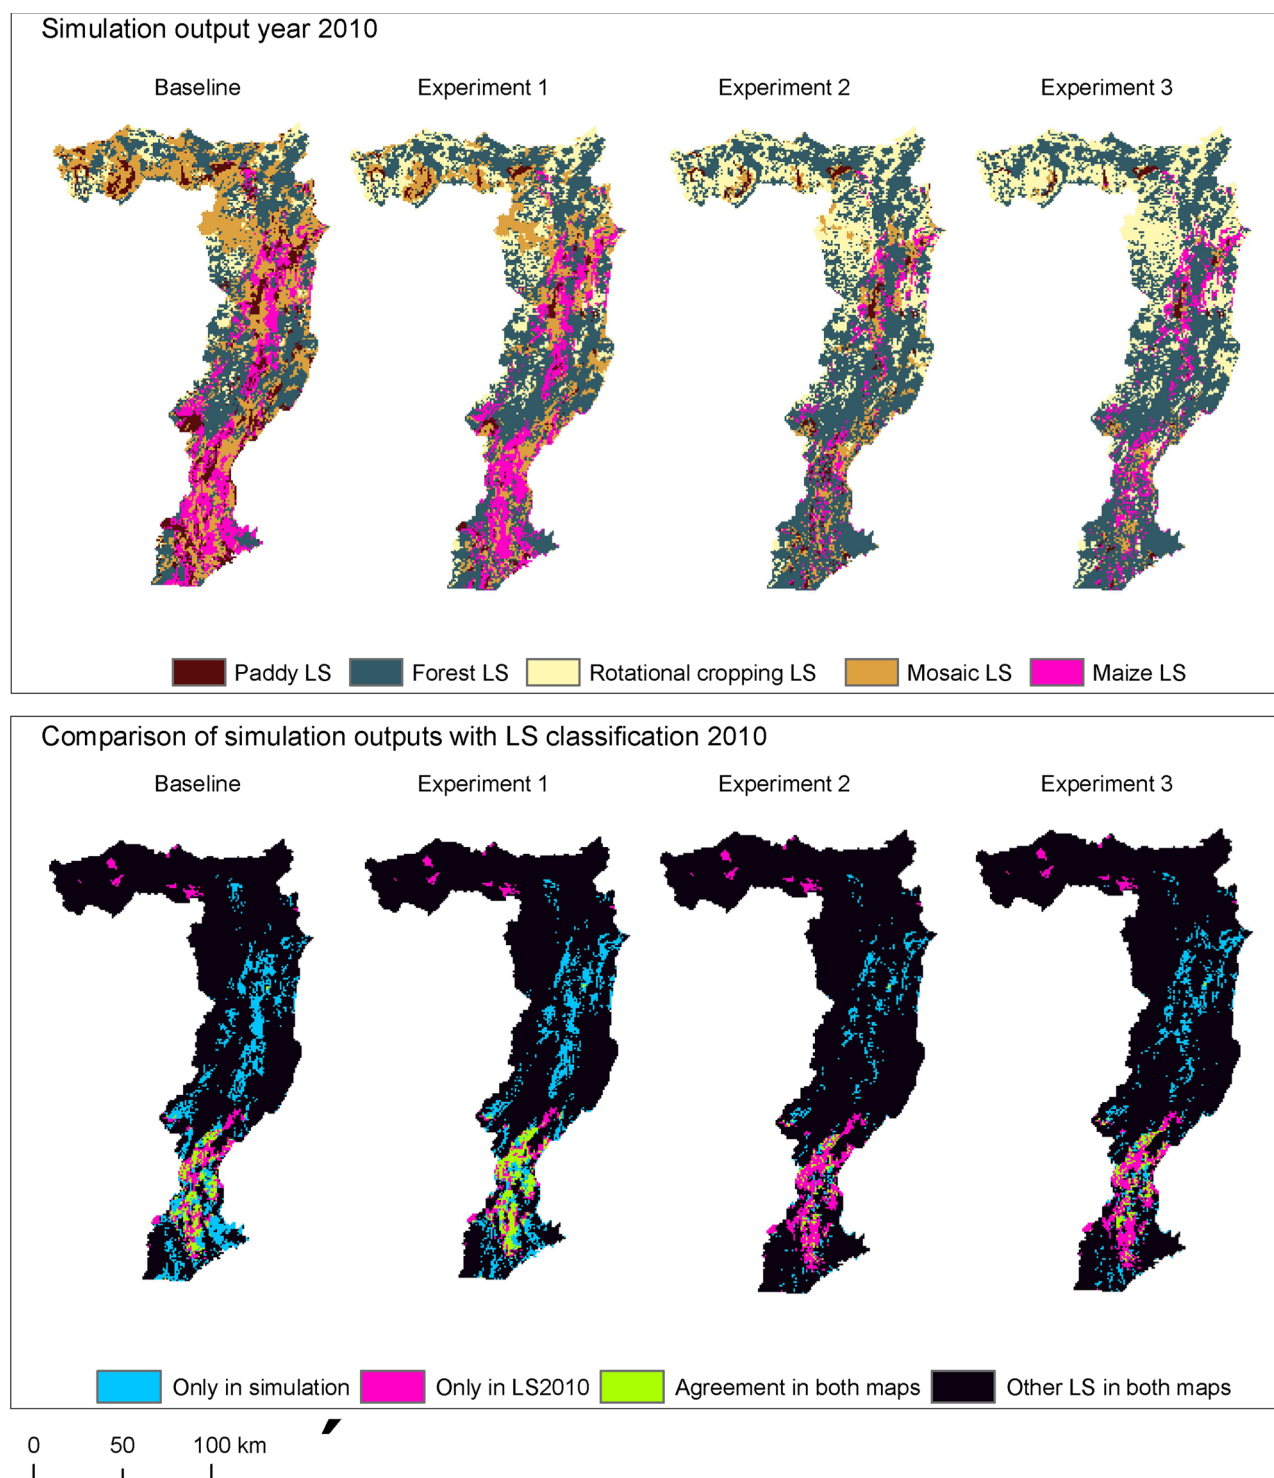 Simulation output year 2010
Baseline Experiment 1 Experiment 2 Experiment 3
Paddy LS Forest LS Rotational cropping LS Mosaic LS Maize LS
Comparison of simulation outputs with LS classification 2010
Baseline Experiment 1 Experiment 2 Experiment 3
Only in simulation Only in LS2010 Agreement in both maps Other LS in both maps
0 50 100 km